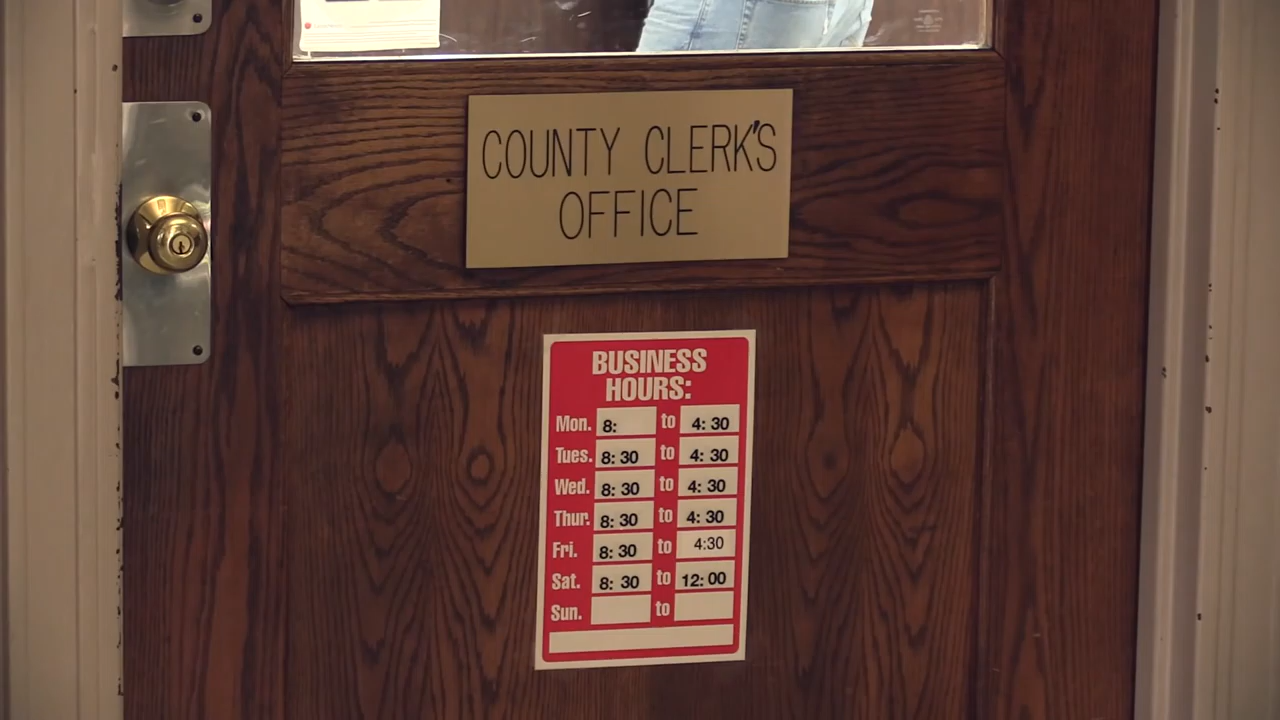 COUNTY CLERK'S
OFFICE
BUSINESS
HOURS:
Mon. 8: to 4: 30
Tues. 8: 30 to 4: 30
Wed. 8: 30 to 4: 30
Thur. 8: 30 to 4: 30
Fri. 8: 30 to 4:30
Sat. 8: 30 to 12: 00
Sun. to